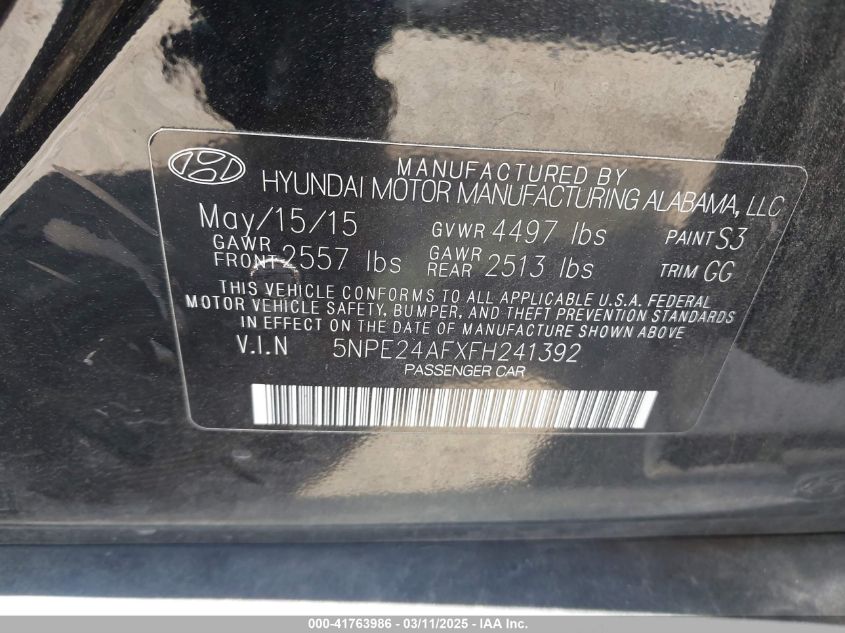 MANUFACTURED BY
HYUNDAI MOTOR MANUFACTURING ALABAMA, LLC
May/15/15 GVWR 4497 lbs PAINT S3
GAWR FRONT 2557 lbs GAWR REAR 2513 lbs TRIM GG
THIS VEHICLE CONFORMS TO ALL APPLICABLE U.S.A. FEDERAL
MOTOR VEHICLE SAFETY, BUMPER, AND THEFT PREVENTION STANDARDS
IN EFFECT ON THE DATE OF MANUFACTURE SHOWN ABOVE
V.I.N 5NPE24AFXFH241392
PASSENGER CAR
000-41763986 - 03/11/2025 - IAA Inc.